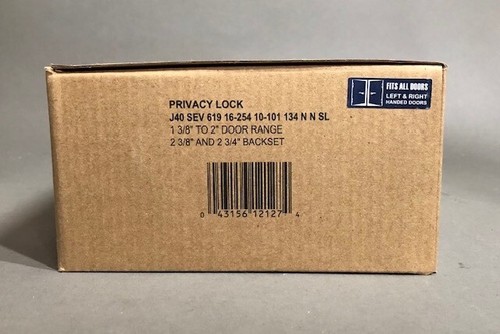 FITS ALL DOORS
LEFT & RIGHT
HANDED DOORS
PRIVACY LOCK
J40 SEV 619 16-254 10-101 134 N N SL
1 3/8" TO 2" DOOR RANGE
2 3/8" AND 2 3/4" BACKSET
0 43156 12127 4